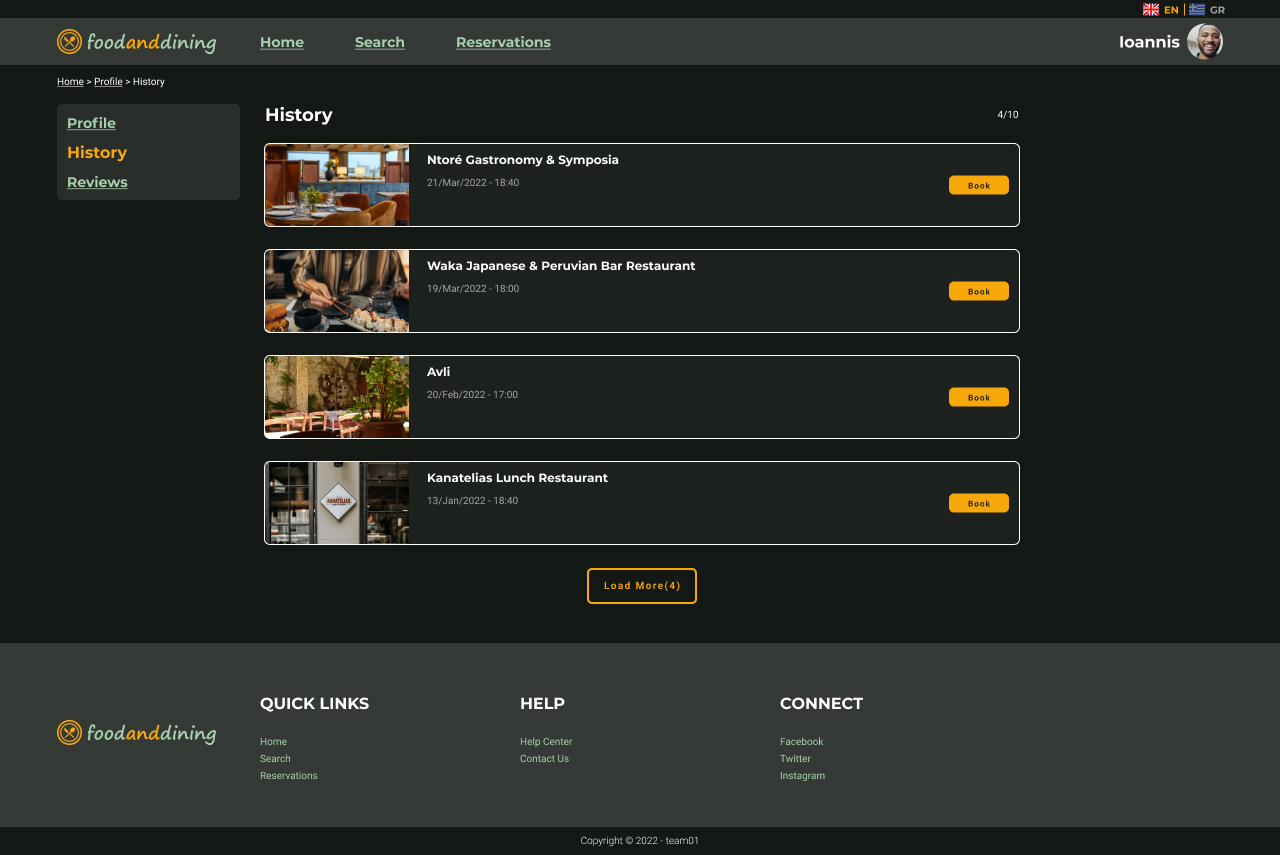 EN | GR
foodanddining Home Search Reservations Ioannis
Home > Profile > History
Profile
History
Reviews
History 4/10
Ntoré Gastronomy & Symposia
21/Mar/2022 - 18:40
Book
Waka Japanese & Peruvian Bar Restaurant
19/Mar/2022 - 18:00
Book
Avli
20/Feb/2022 - 17:00
Book
KANATELIAS
Kanatelias Lunch Restaurant
13/Jan/2022 - 18:40
Book
Load More(4)
foodanddining
QUICK LINKS
Home
Search
Reservations
HELP
Help Center
Contact Us
CONNECT
Facebook
Twitter
Instagram
Copyright © 2022 - team01